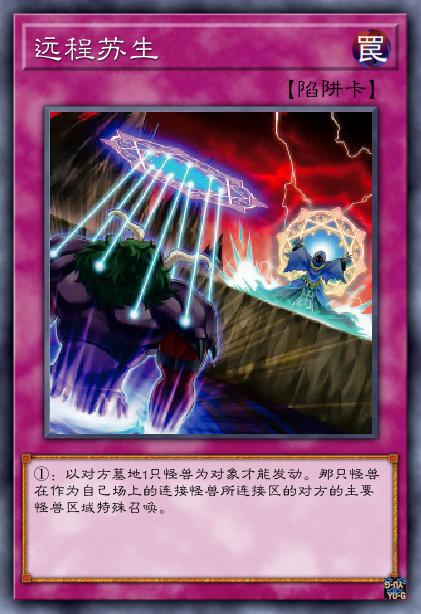 远程苏生
罠
【陷阱卡】
①：以对方墓地1只怪兽为对象才能发动。那只怪兽
在作为自己场上的连接怪兽所连接区的对方的主要
怪兽区域特殊召唤。